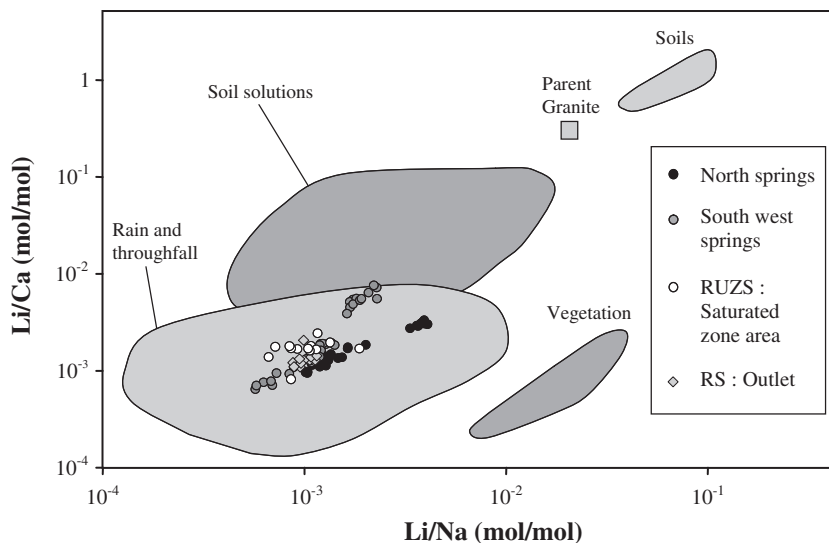 Soils
Parent
Granite
Soil solutions
Rain and
throughfall
Vegetation
North springs
South west
springs
RUZS :
Saturated
zone area
RS : Outlet
Li/Ca (mol/mol)
1
10⁻¹
10⁻²
10⁻³
10⁻⁴
10⁻⁴
10⁻³
10⁻²
10⁻¹
Li/Na (mol/mol)